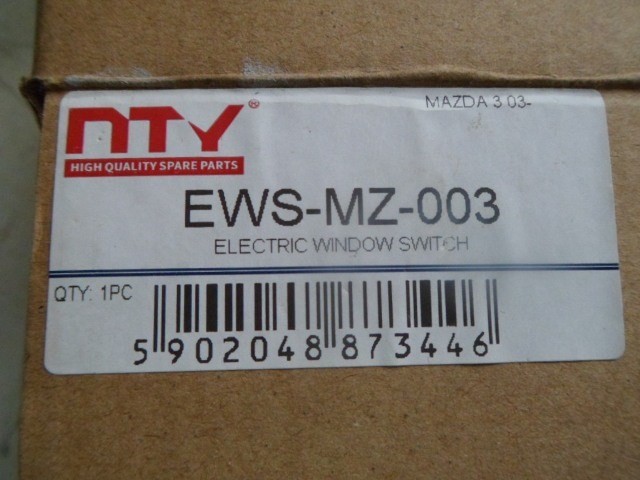 NTY®
MAZDA 3 03-
HIGH QUALITY SPARE PARTS
EWS-MZ-003
ELECTRIC WINDOW SWITCH
QTY: 1PC
5 902048 873446